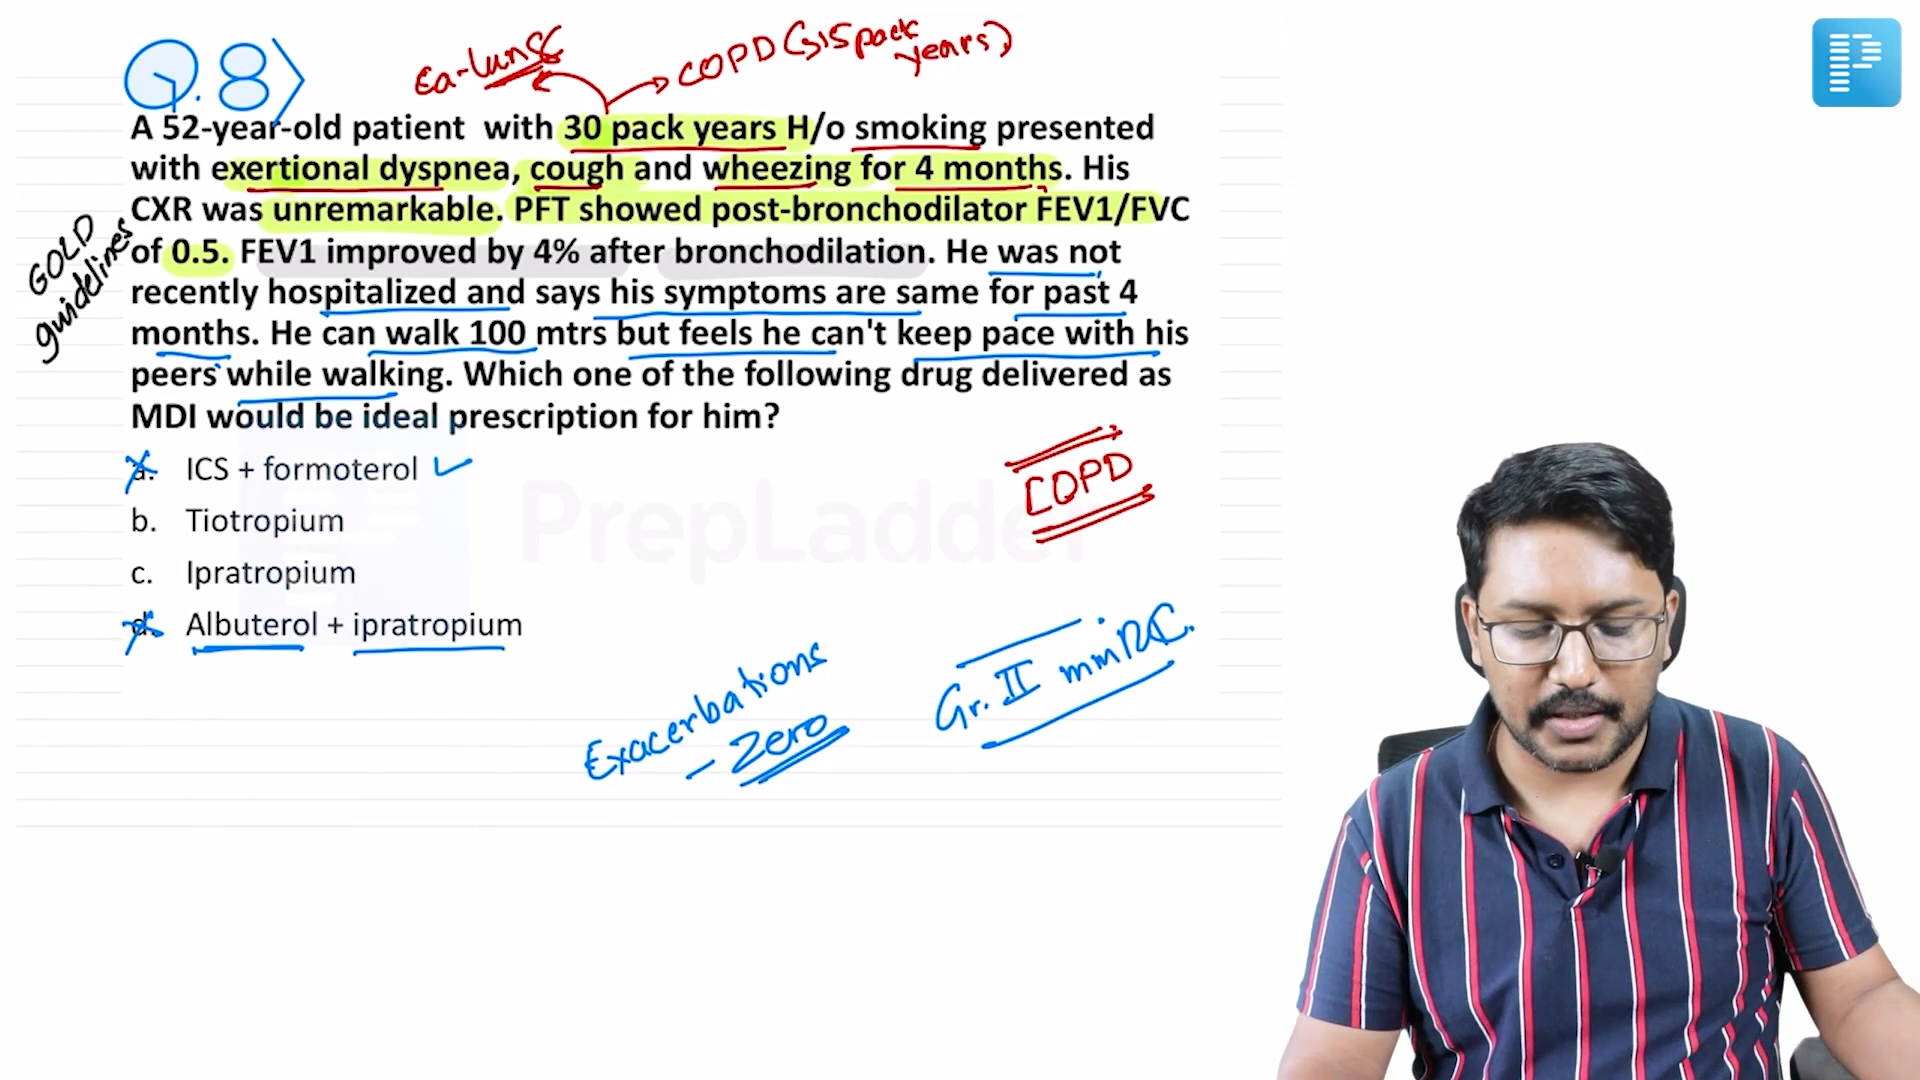 Q.8>
Ca-lung
COPD (>15 pack years)
A 52-year-old patient with 30 pack years H/o smoking presented
with exertional dyspnea, cough and wheezing for 4 months. His
CXR was unremarkable. PFT showed post-bronchodilator FEV1/FVC
of 0.5. FEV1 improved by 4% after bronchodilation. He was not
recently hospitalized and says his symptoms are same for past 4
months. He can walk 100 mtrs but feels he can't keep pace with his
peers while walking. Which one of the following drug delivered as
MDI would be ideal prescription for him?
GOLD
guidelines
a. ICS + formoterol ✓
b. Tiotropium
c. Ipratropium
d. Albuterol + ipratropium
COPD
PrepLadder
Exacerbations
- Zero
Gr. II mmRC.